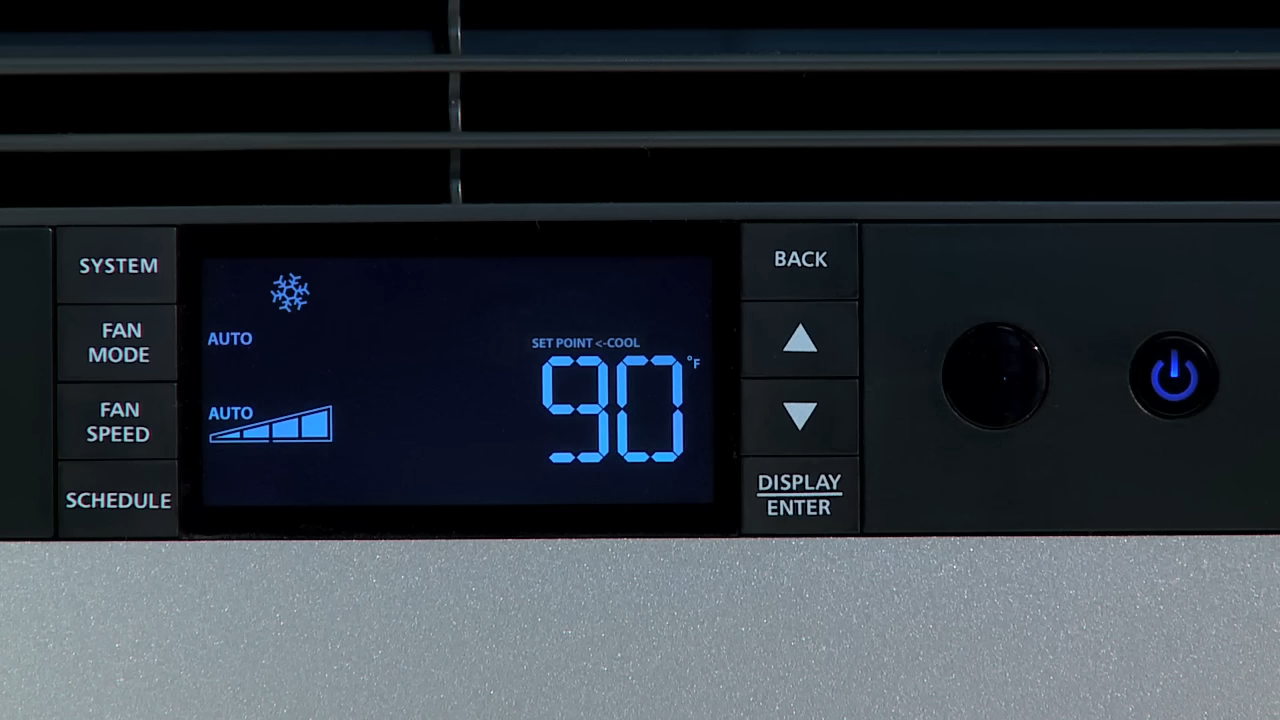 SYSTEM
FAN
MODE
FAN
SPEED
SCHEDULE
AUTO
AUTO
SET POINT <-COOL
90 °F
BACK
DISPLAY
ENTER